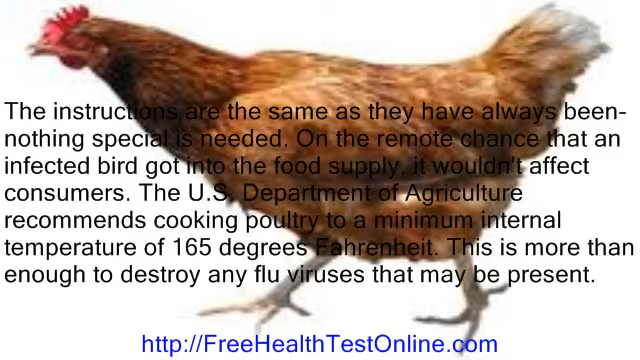 The instructions are the same as they have always been-
nothing special is needed. On the remote chance that an
infected bird got into the food supply, it wouldn't affect
consumers. The U.S. Department of Agriculture
recommends cooking poultry to a minimum internal
temperature of 165 degrees Fahrenheit. This is more than
enough to destroy any flu viruses that may be present.
http://FreeHealthTestOnline.com